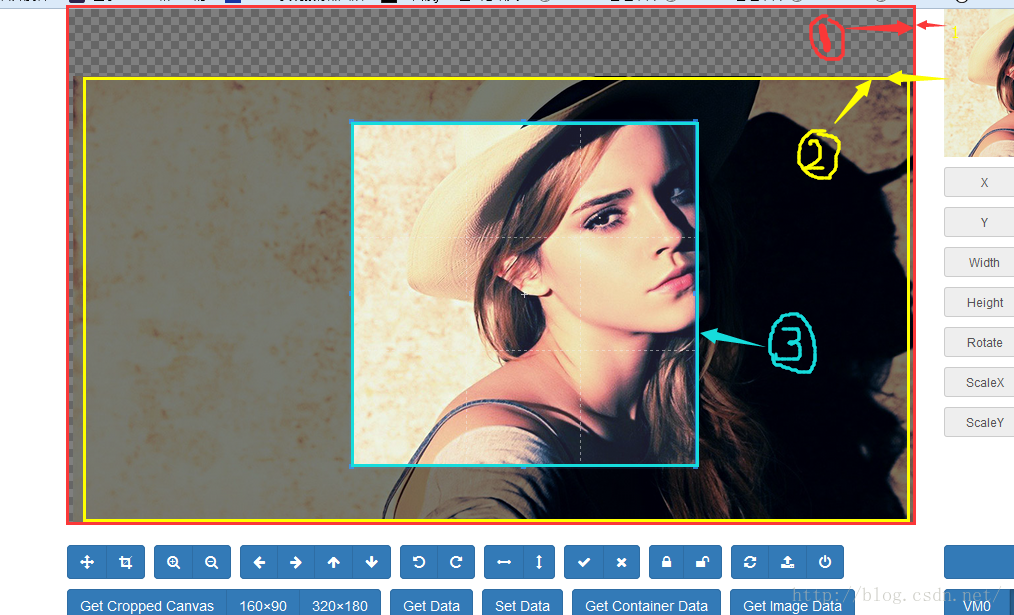 1
2
3
X
Y
Width
Height
Rotate
ScaleX
ScaleY
Get Cropped Canvas 160×90 320×180 Get Data Set Data Get Container Data Get Image Data VM0
http://blog.csdn.net/